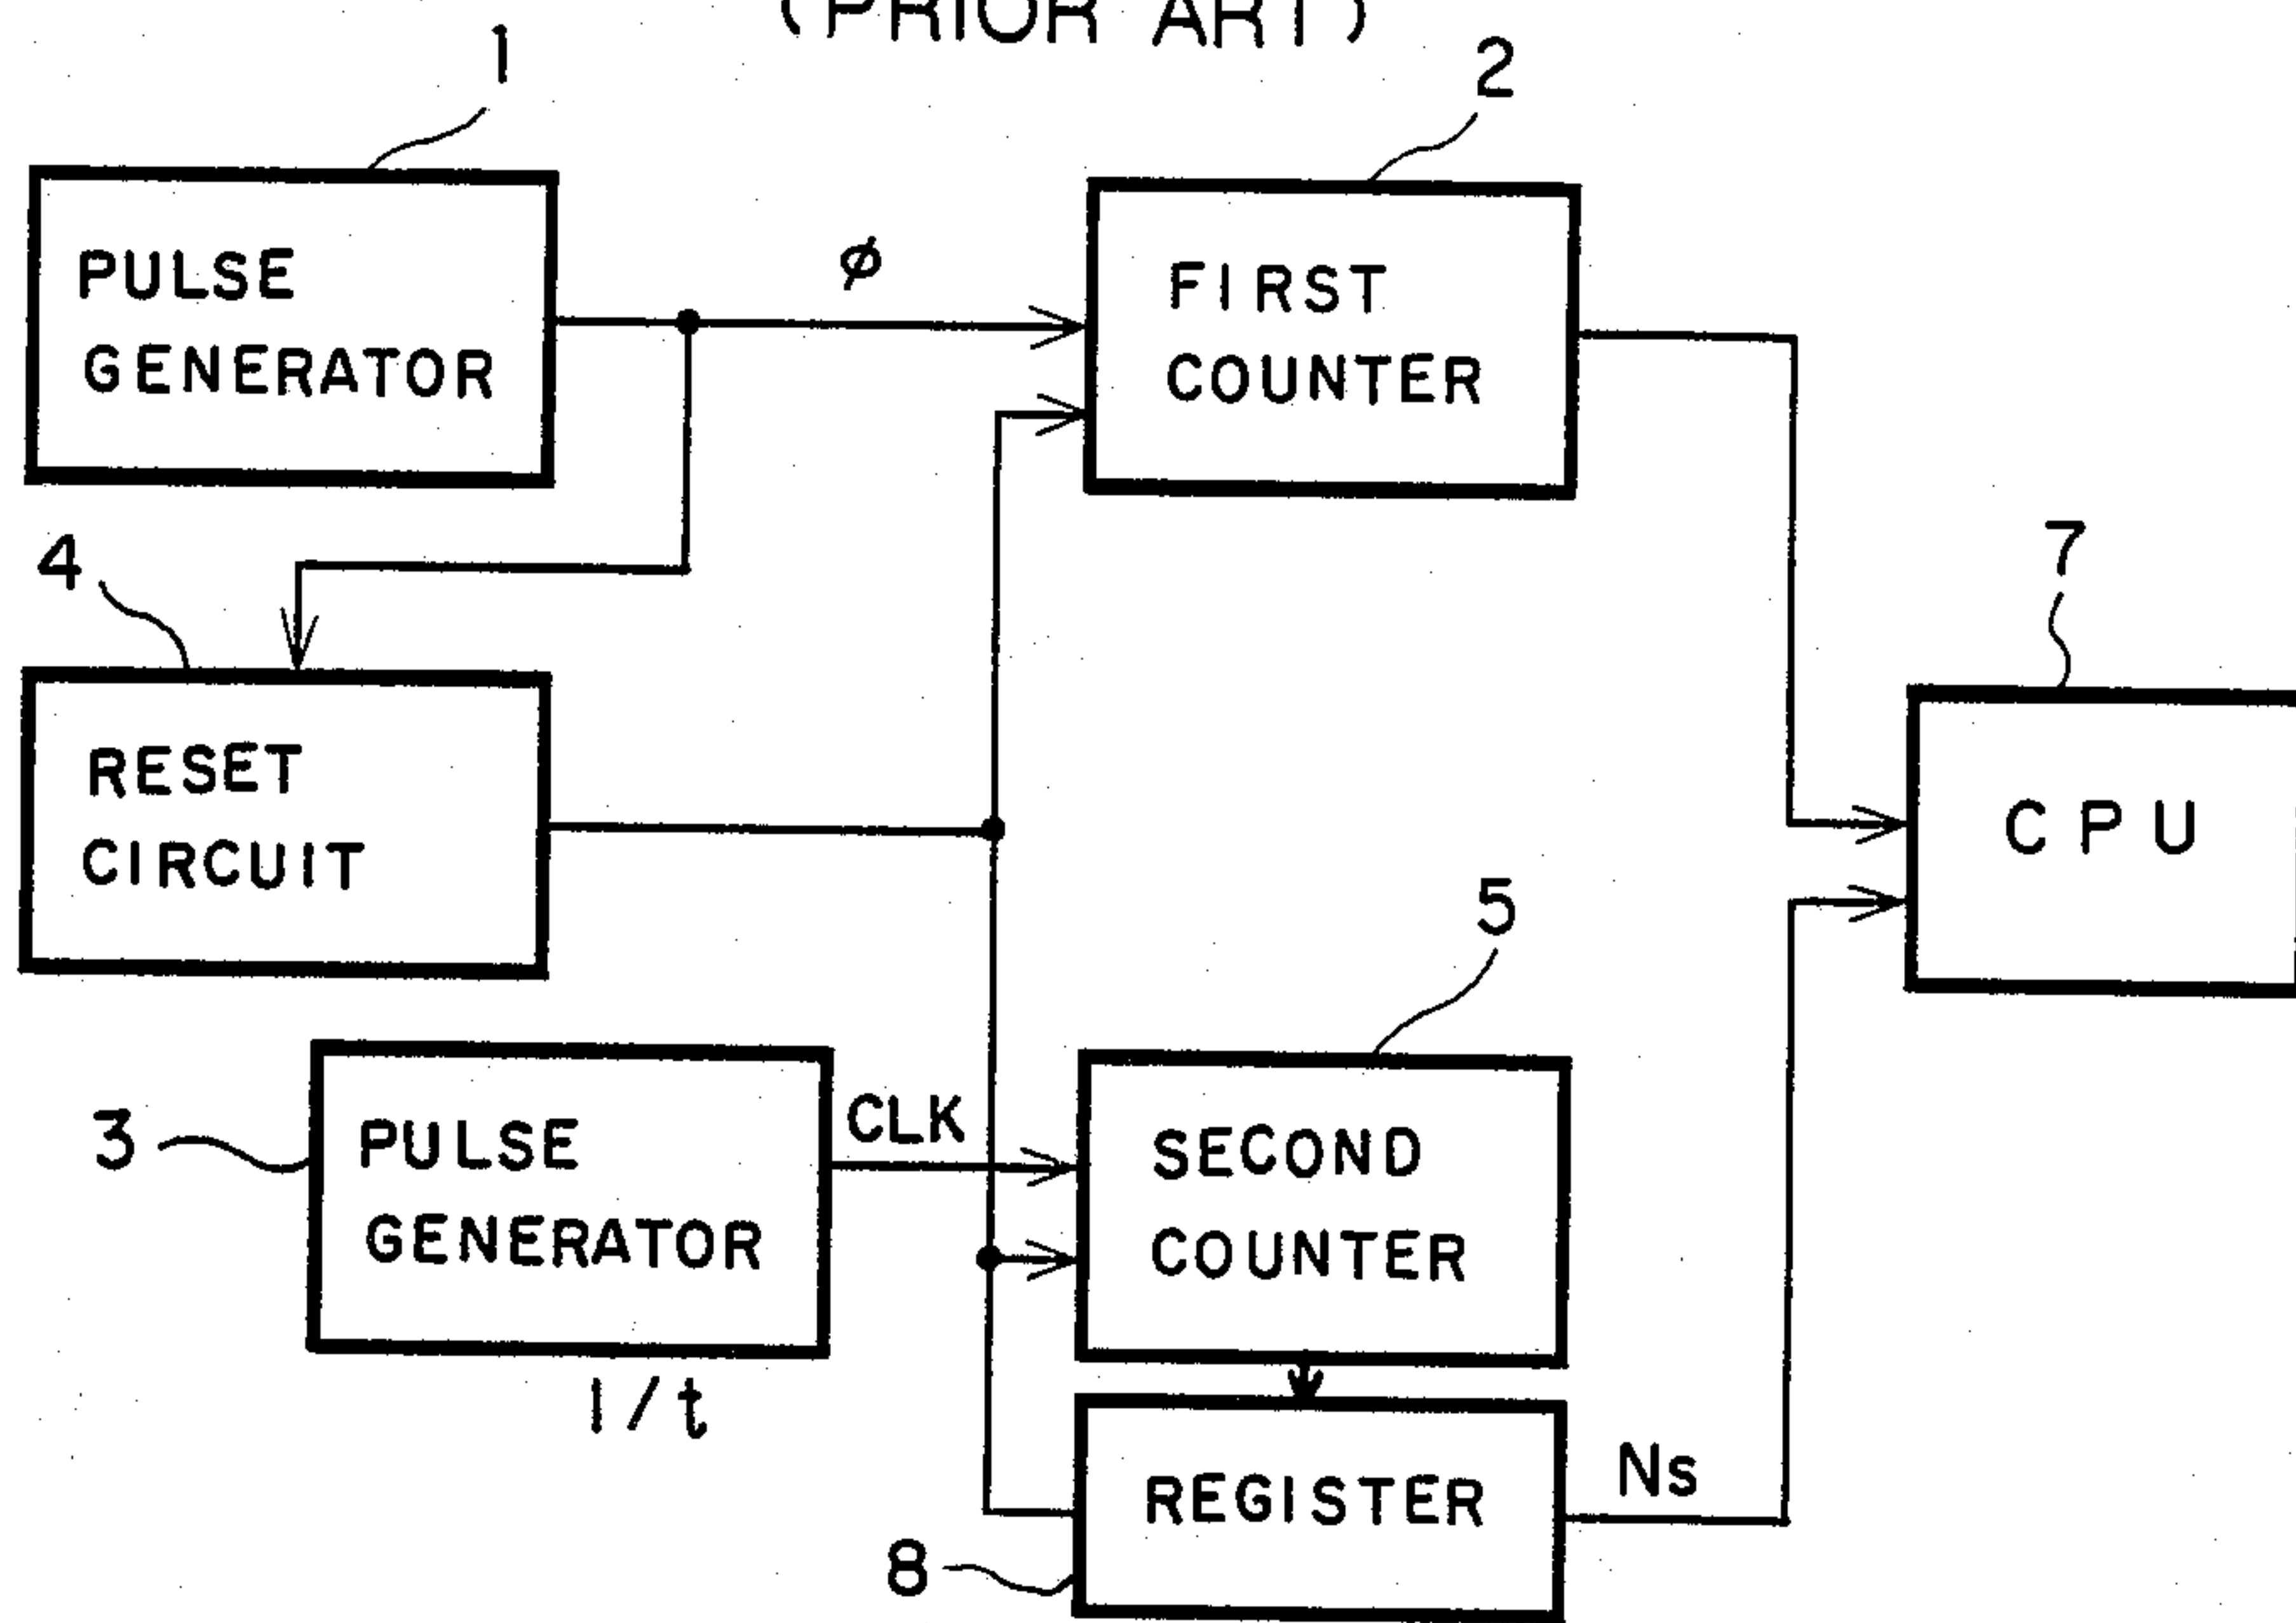 (PRIOR ART)
1
2
PULSE
GENERATOR
φ
FIRST
COUNTER
4
7
RESET
CIRCUIT
CPU
5
3
PULSE
GENERATOR
CLK
SECOND
COUNTER
1/t
REGISTER
Ns
8